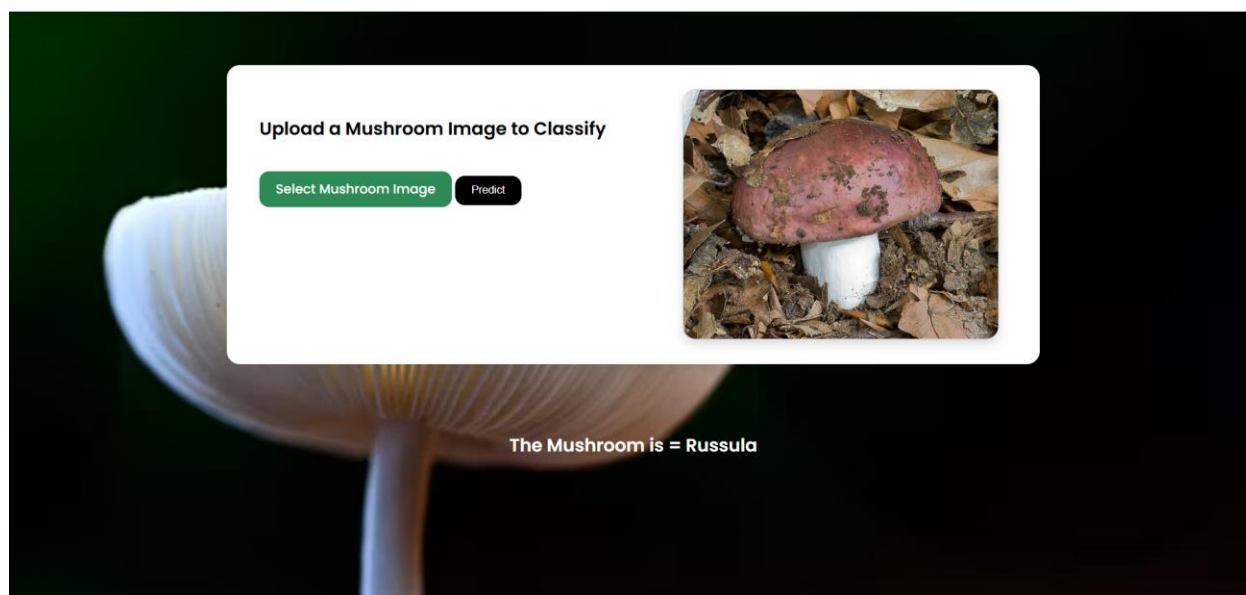 Upload a Mushroom Image to Classify
Select Mushroom Image Predict
The Mushroom is = Russula